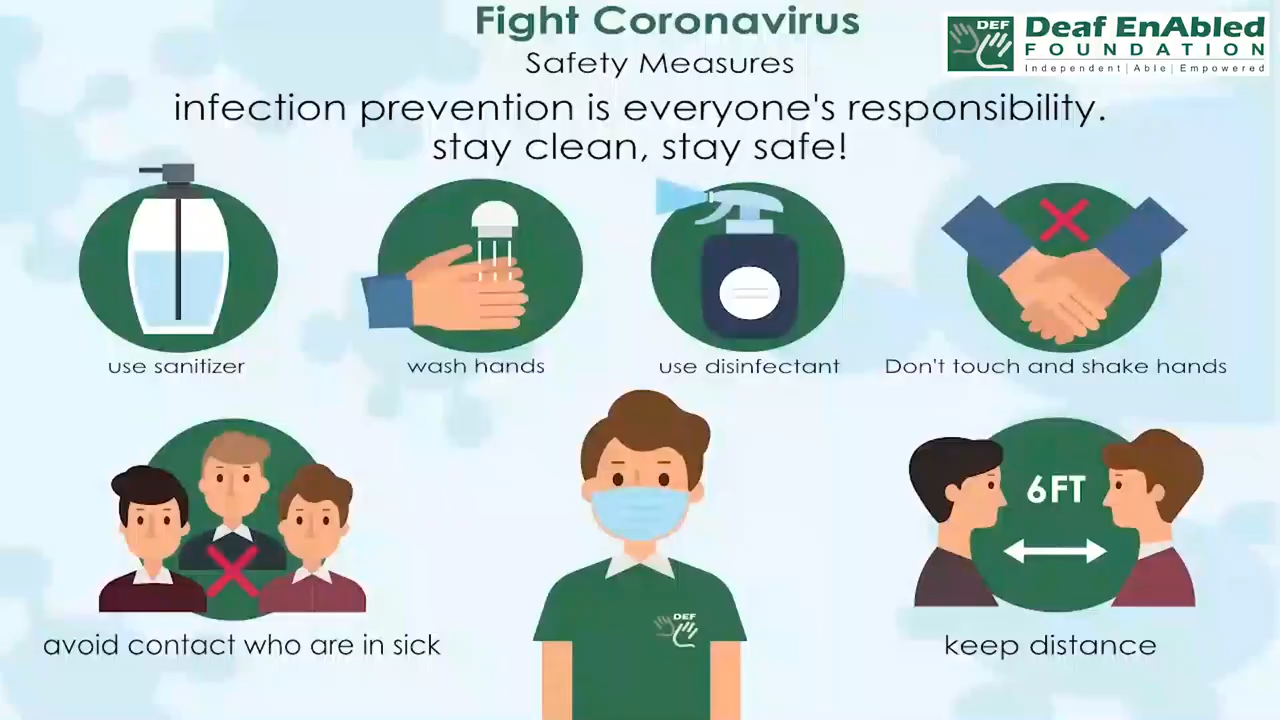 Fight Coronavirus
Safety Measures
DEF
Deaf EnAbled
FOUNDATION
Independent|Able|Empowered
infection prevention is everyone's responsibility.
stay clean, stay safe!
use sanitizer
wash hands
use disinfectant
Don't touch and shake hands
6FT
DEF
avoid contact who are in sick
keep distance